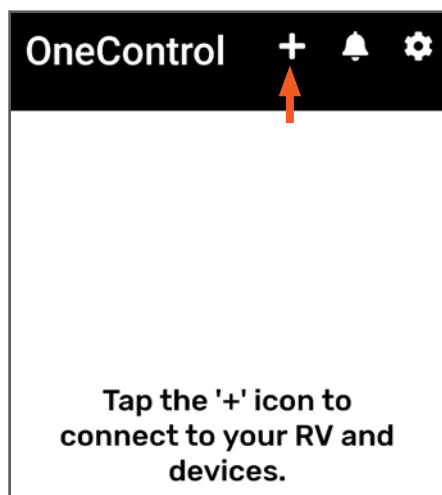 OneControl
Tap the '+' icon to
connect to your RV and
devices.